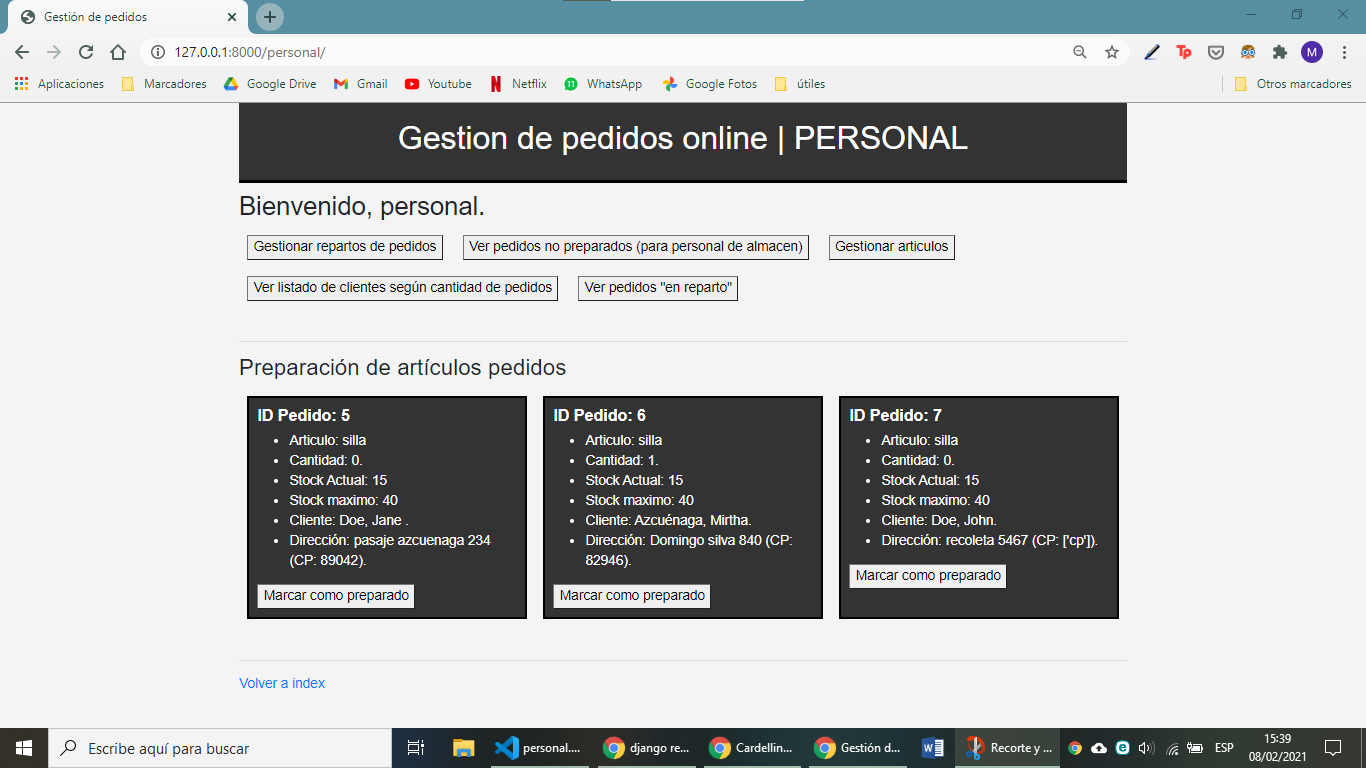 Gestión de pedidos
127.0.0.1:8000/personal/
M
Aplicaciones Marcadores Google Drive Gmail Youtube Netflix 11 WhatsApp Google Fotos útiles Otros marcadores
Gestion de pedidos online | PERSONAL
Bienvenido, personal.
Gestionar repartos de pedidos Ver pedidos no preparados (para personal de almacen) Gestionar articulos
Ver listado de clientes según cantidad de pedidos Ver pedidos "en reparto"
Preparación de artículos pedidos
ID Pedido: 5
Articulo: silla
Cantidad: 0.
Stock Actual: 15
Stock maximo: 40
Cliente: Doe, Jane .
Dirección: pasaje azcuenaga 234
(CP: 89042).
Marcar como preparado
ID Pedido: 6
Articulo: silla
Cantidad: 1.
Stock Actual: 15
Stock maximo: 40
Cliente: Azcuénaga, Mirtha.
Dirección: Domingo silva 840 (CP:
82946).
Marcar como preparado
ID Pedido: 7
Articulo: silla
Cantidad: 0.
Stock Actual: 15
Stock maximo: 40
Cliente: Doe, John.
Dirección: recoleta 5467 (CP: ['cp']).
Marcar como preparado
Volver a index
Escribe aquí para buscar personal.... django re... Cardellin... Gestión d... Recorte y ... ESP
15:39
08/02/2021